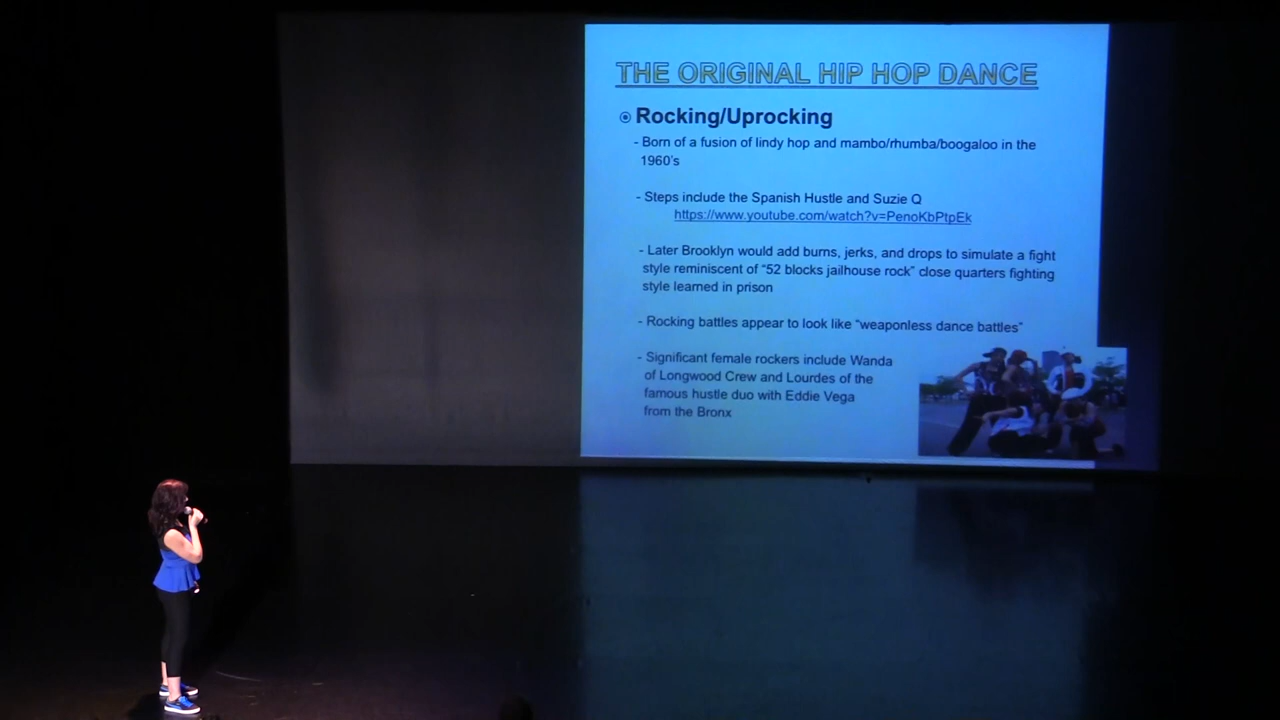 THE ORIGINAL HIP HOP DANCE
Rocking/Uprocking
- Born of a fusion of lindy hop and mambo/rhumba/boogaloo in the
1960's
- Steps include the Spanish Hustle and Suzie Q
https://www.youtube.com/watch?v=PenoKbPtpEk
- Later Brooklyn would add burns, jerks, and drops to simulate a fight
style reminiscent of "52 blocks jailhouse rock" close quarters fighting
style learned in prison
- Rocking battles appear to look like "weaponless dance battles"
- Significant female rockers include Wanda
of Longwood Crew and Lourdes of the
famous hustle duo with Eddie Vega
from the Bronx